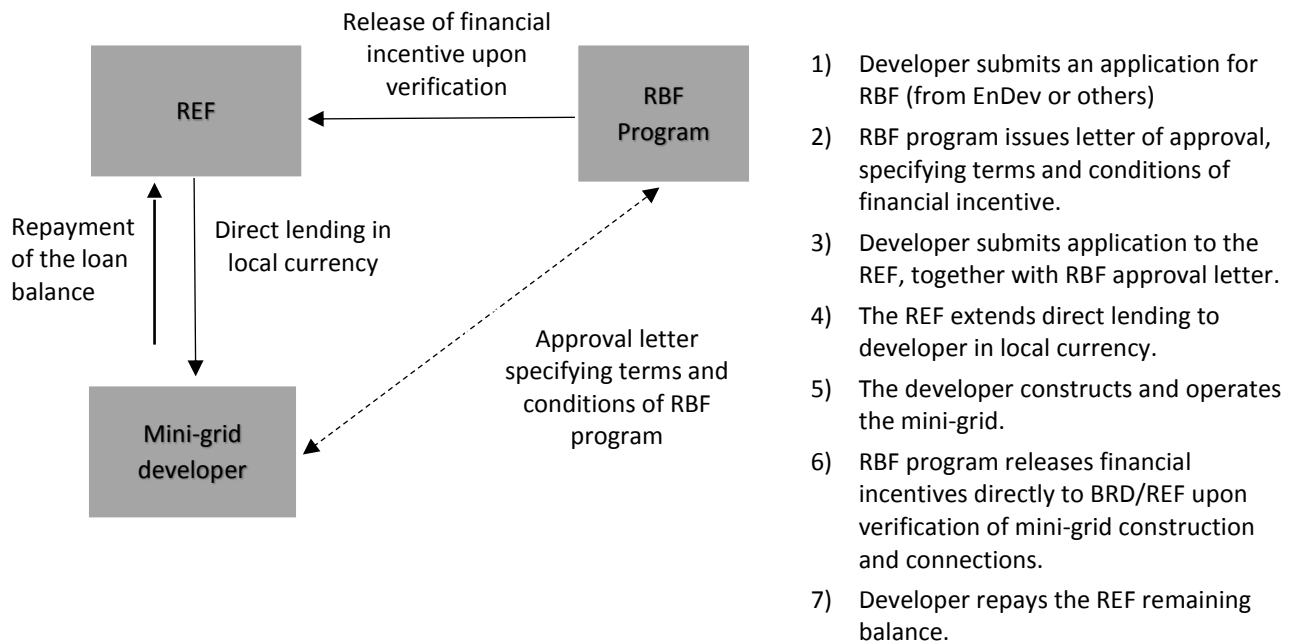 Release of financial
incentive upon
verification
REF
RBF
Program
Repayment
of the loan
balance
Direct lending in
local currency
Approval letter
specifying terms and
conditions of RBF
program
Mini-grid
developer
1) Developer submits an application for
RBF (from EnDev or others)
2) RBF program issues letter of approval,
specifying terms and conditions of
financial incentive.
3) Developer submits application to the
REF, together with RBF approval letter.
4) The REF extends direct lending to
developer in local currency.
5) The developer constructs and operates
the mini-grid.
6) RBF program releases financial
incentives directly to BRD/REF upon
verification of mini-grid construction
and connections.
7) Developer repays the REF remaining
balance.